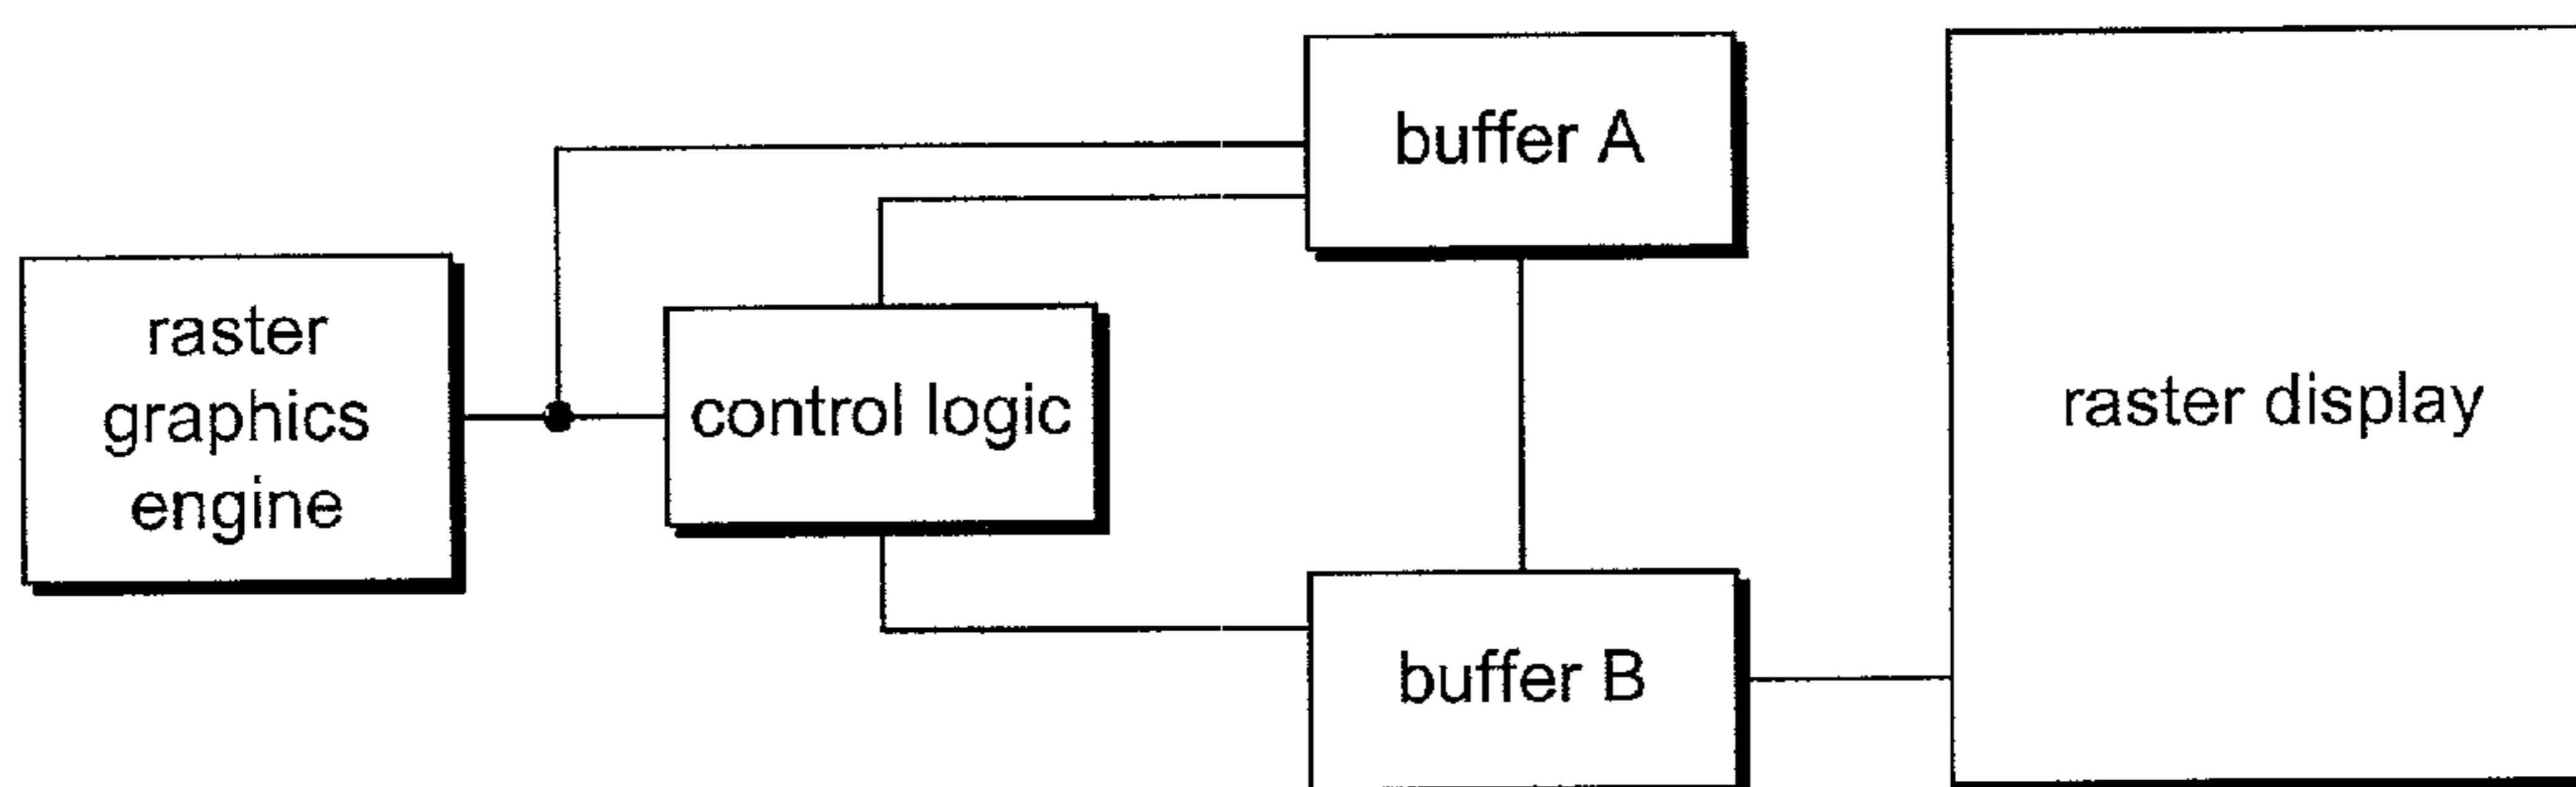 buffer A
raster
graphics
engine
control logic
raster display
buffer B